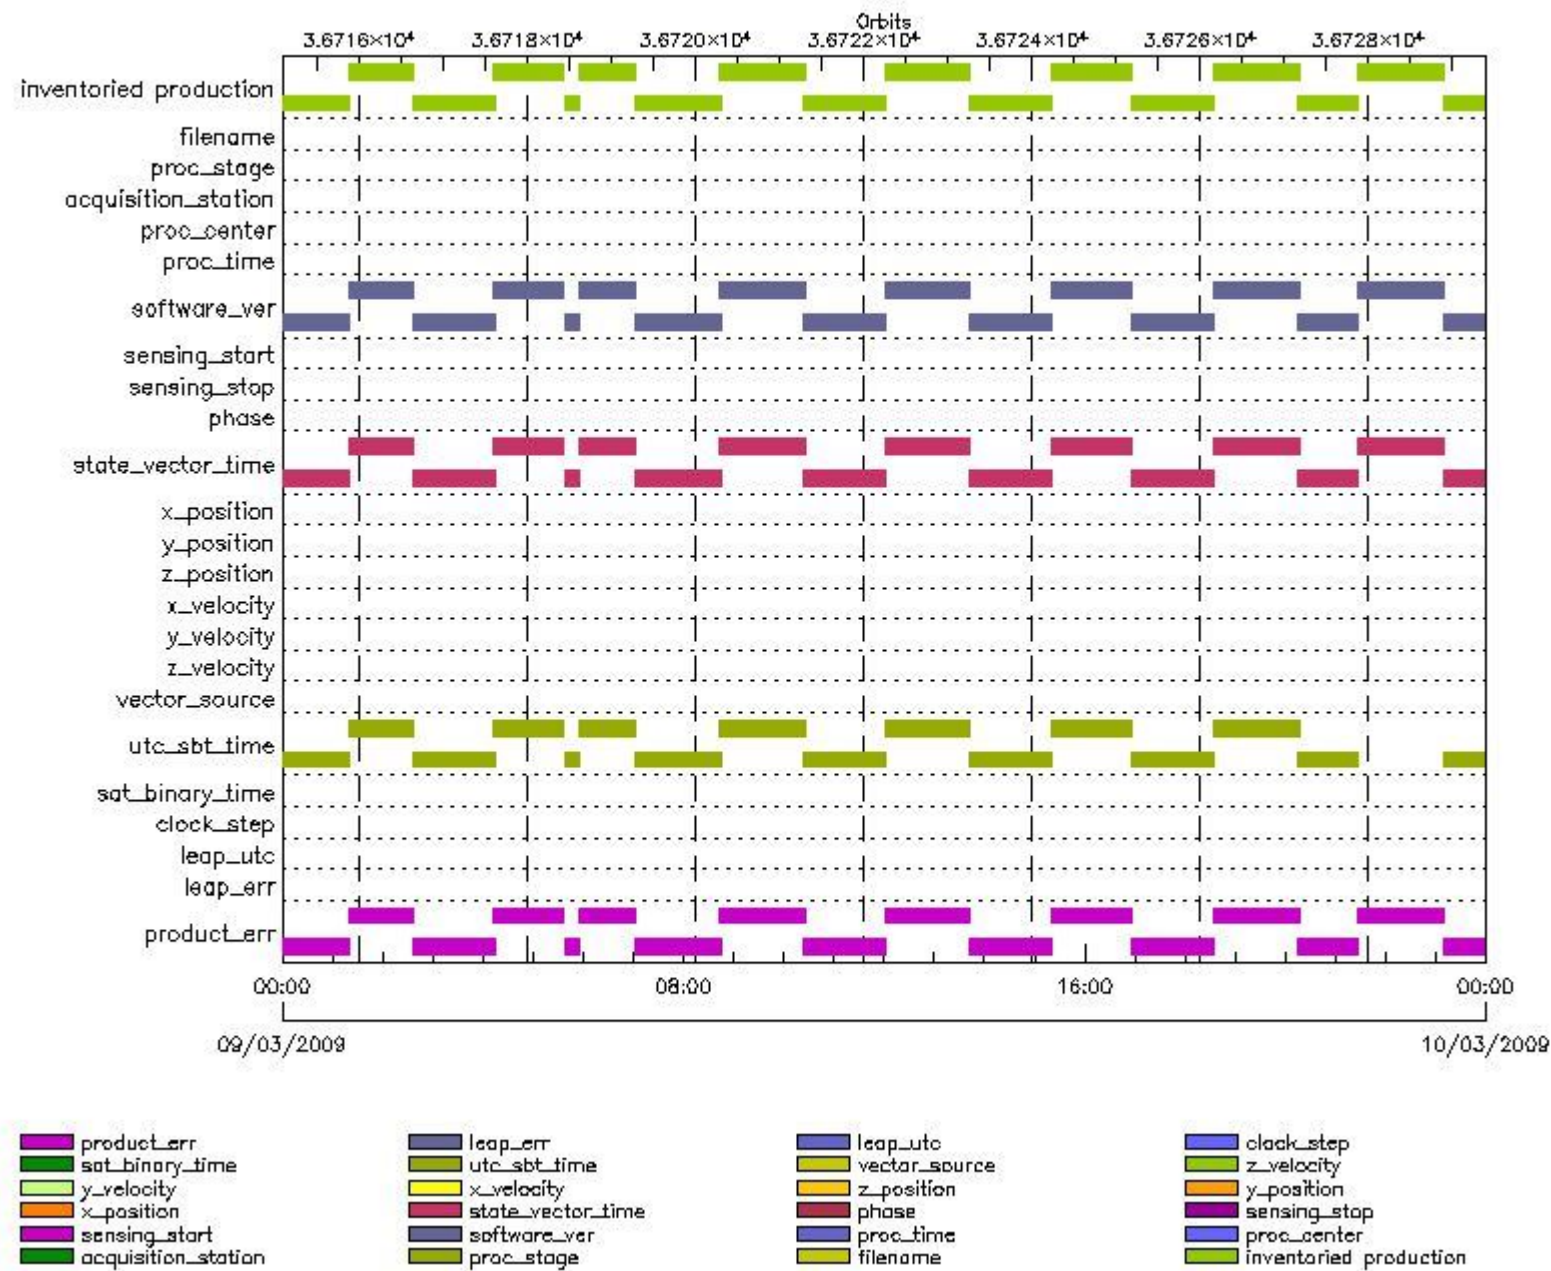 Orbits
3.6716×10⁴ 3.6718×10⁴ 3.6720×10⁴ 3.6722×10⁴ 3.6724×10⁴ 3.6726×10⁴ 3.6728×10⁴
inventoried production
filename
proc_stage
acquisition_station
proc_center
proc_time
software_ver
sensing_start
sensing_stop
phase
state_vector_time
x_position
y_position
z_position
x_velocity
y_velocity
z_velocity
vector_source
utc_sbt_time
sat_binary_time
clock_step
leap_utc
leap_err
product_err
00:00 08:00 16:00 00:00
09/03/2009 10/03/2009
product_err leap_err leap_utc clock_step
sat_binary_time utc_sbt_time vector_source z_velocity
y_velocity x_velocity z_position y_position
x_position state_vector_time phase sensing_stop
sensing_start software_ver proc_time proc_center
acquisition_station proc_stage filename inventoried production